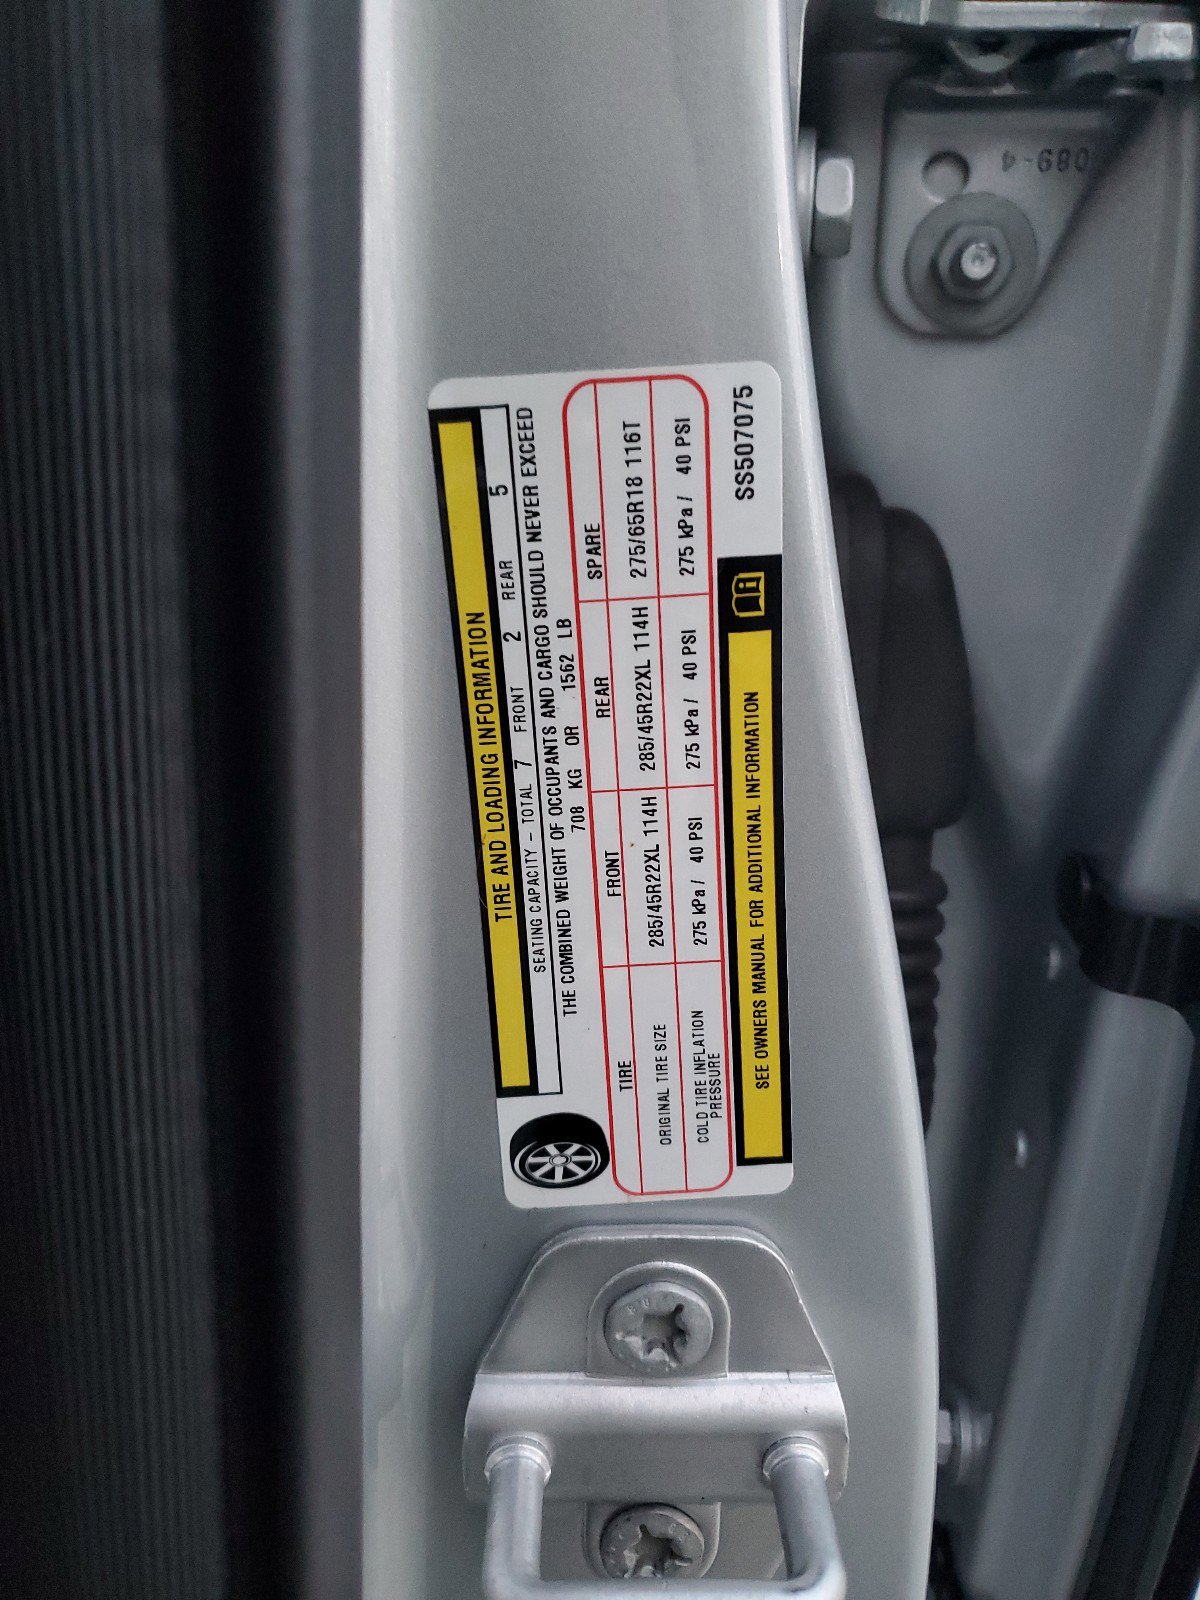 TIRE AND LOADING INFORMATION
SEATING CAPACITY - TOTAL 7 FRONT 2 REAR 5
THE COMBINED WEIGHT OF OCCUPANTS AND CARGO SHOULD NEVER EXCEED
708 KG OR 1562 LB
TIRE FRONT REAR SPARE
ORIGINAL TIRE SIZE 285/45R22XL 114H 285/45R22XL 114H 275/65R18 116T
COLD TIRE INFLATION PRESSURE 275 kPa / 40 PSI 275 kPa / 40 PSI 275 kPa / 40 PSI
SEE OWNERS MANUAL FOR ADDITIONAL INFORMATION
SS507075